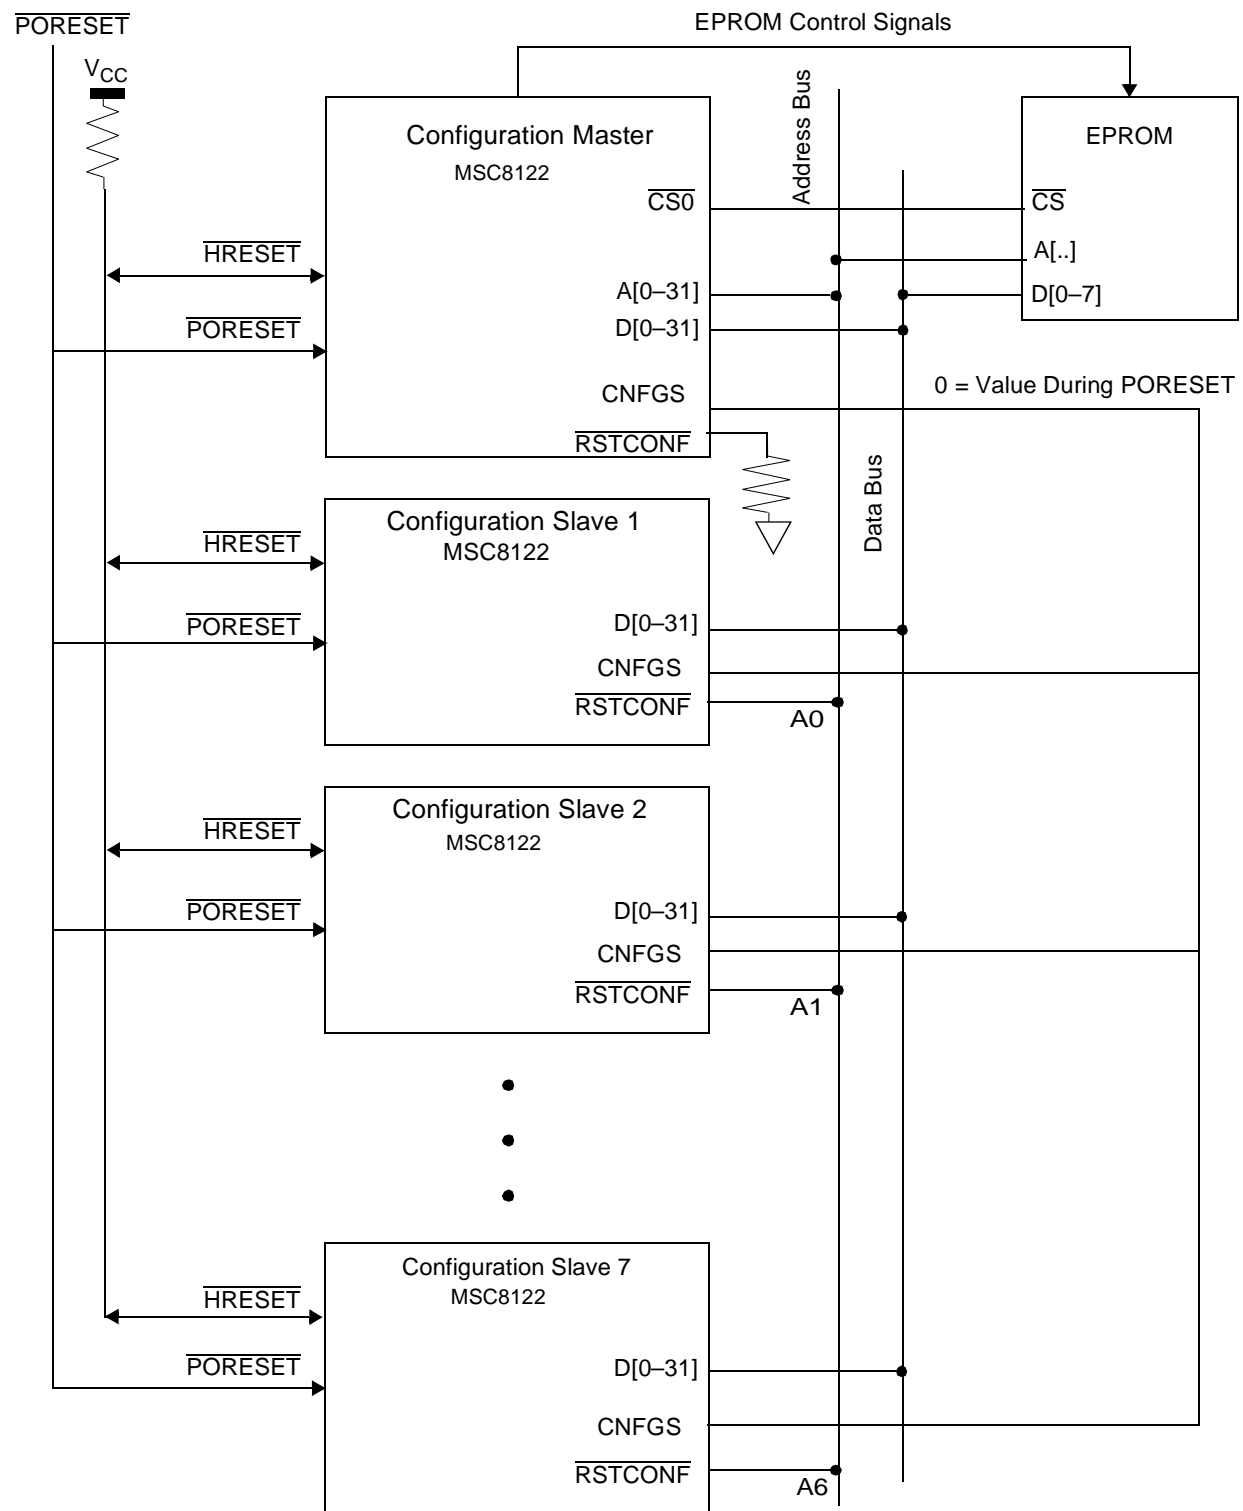 PORESET
EPROM Control Signals
VCC
Address Bus
Configuration Master
MSC8122
EPROM
CS0
CS
HRESET
A[..]
A[0–31]
D[0–7]
PORESET
D[0–31]
CNFGS
0 = Value During PORESET
RSTCONF
Data Bus
Configuration Slave 1
MSC8122
HRESET
PORESET
D[0–31]
CNFGS
RSTCONF
A0
Configuration Slave 2
MSC8122
HRESET
PORESET
D[0–31]
CNFGS
RSTCONF
A1
Configuration Slave 7
MSC8122
HRESET
PORESET
D[0–31]
CNFGS
RSTCONF
A6